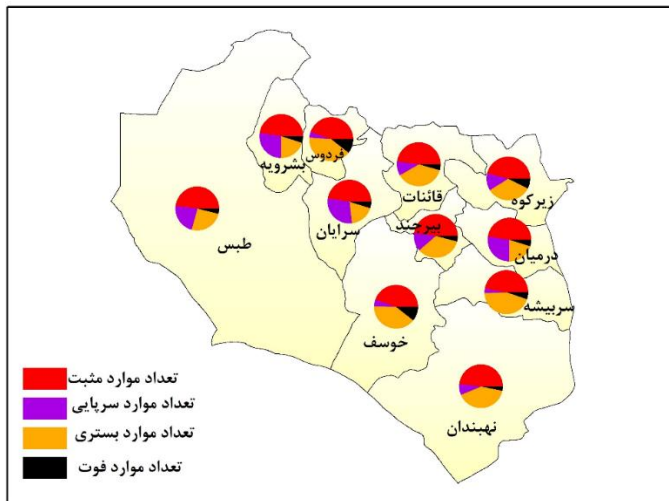 بشرویه
فردوس
قائنات
زیرکوه
طبس
سرایان
بیرجند
درمیان
سربیشه
خوسف
نهبندان
تعداد موارد مثبت
تعداد موارد سرپایی
تعداد موارد بستری
تعداد موارد فوت